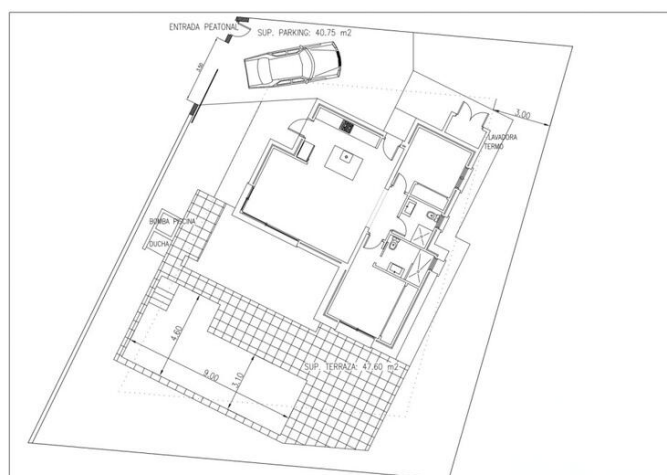 ENTRADA PEATONAL
SUP. PARKING: 40.75 m2
3.00
LAVADORA
TERMO
BOMBA PISCINA
DUCHA
4.60
9.00
3.10
SUP. TERRAZA: 47.60 m2